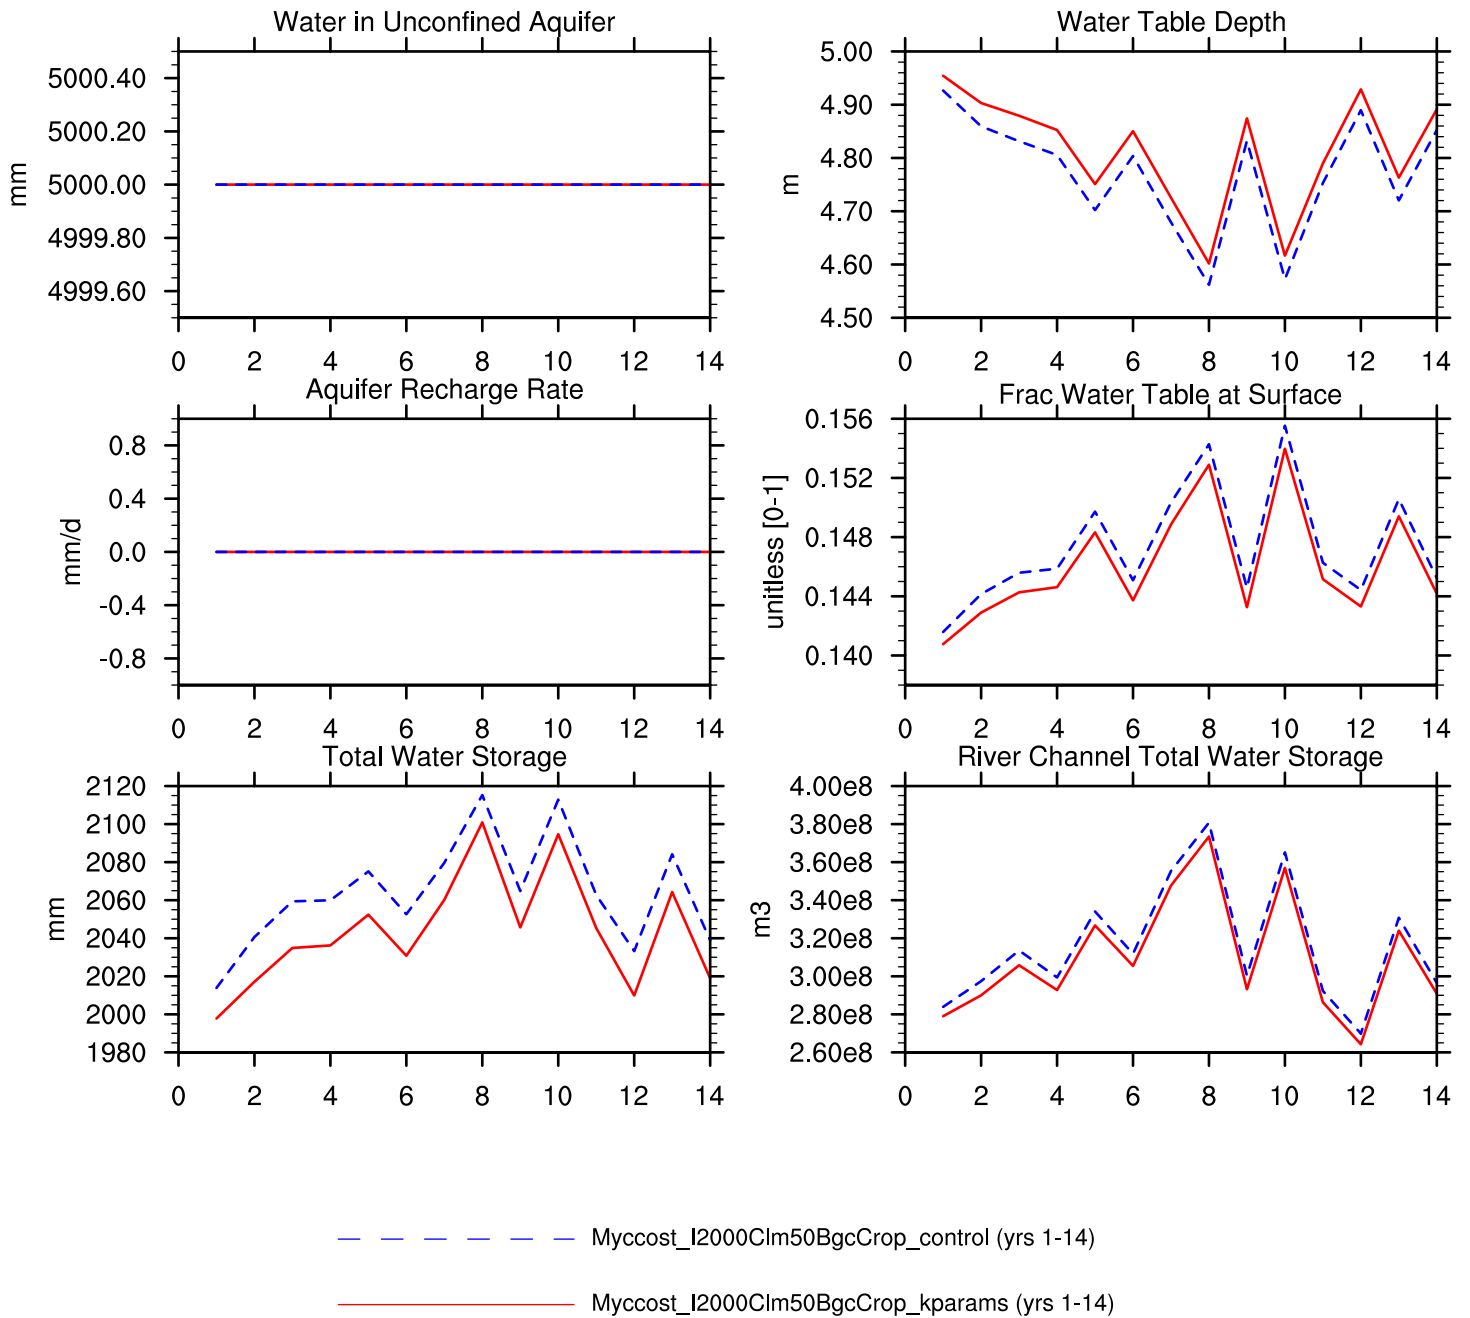 Water in Unconfined Aquifer
5000.40
5000.20
5000.00
4999.80
4999.60
mm
0 2 4 6 8 10 12 14
Water Table Depth
5.00
4.90
4.80
4.70
4.60
4.50
m
0 2 4 6 8 10 12 14
Aquifer Recharge Rate
0.8
0.4
0.0
-0.4
-0.8
mm/d
0 2 4 6 8 10 12 14
Frac Water Table at Surface
0.156
0.152
0.148
0.144
0.140
unitless [0-1]
0 2 4 6 8 10 12 14
Total Water Storage
2120
2100
2080
2060
2040
2020
2000
1980
mm
0 2 4 6 8 10 12 14
River Channel Total Water Storage
4.00e8
3.80e8
3.60e8
3.40e8
3.20e8
3.00e8
2.80e8
2.60e8
m3
0 2 4 6 8 10 12 14
Myccost_I2000Clm50BgcCrop_control (yrs 1-14)
Myccost_I2000Clm50BgcCrop_kparams (yrs 1-14)